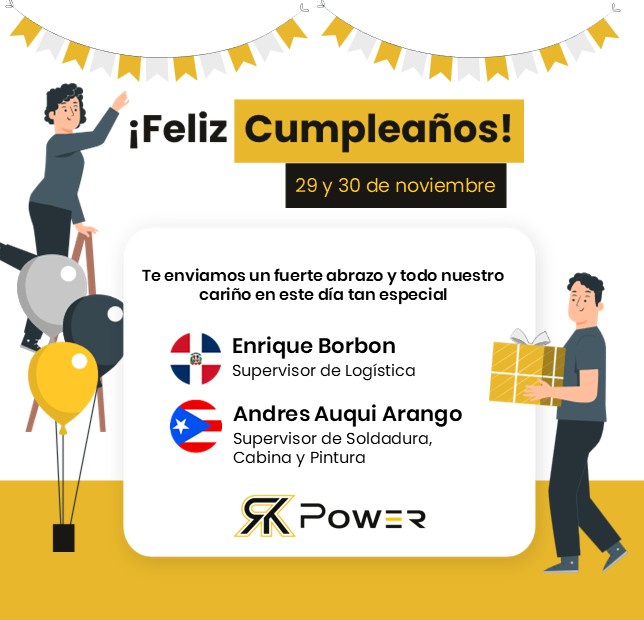 ¡Feliz Cumpleaños!
29 y 30 de noviembre
Te enviamos un fuerte abrazo y todo nuestro
cariño en este día tan especial
Enrique Borbon
Supervisor de Logística
Andres Auqui Arango
Supervisor de Soldadura,
Cabina y Pintura
RK Power